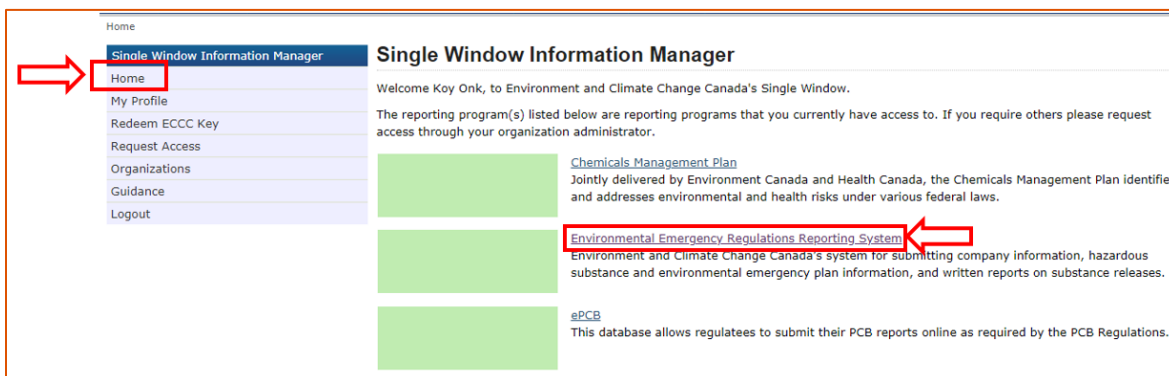 Home
Single Window Information Manager
Home
My Profile
Redeem ECCC Key
Request Access
Organizations
Guidance
Logout
Single Window Information Manager
Welcome Koy Onk, to Environment and Climate Change Canada's Single Window.
The reporting program(s) listed below are reporting programs that you currently have access to. If you require others please request
access through your organization administrator.
Chemicals Management Plan
Jointly delivered by Environment Canada and Health Canada, the Chemicals Management Plan identifie
and addresses environmental and health risks under various federal laws.
Environmental Emergency Regulations Reporting System
Environment and Climate Change Canada's system for submitting company information, hazardous
substance and environmental emergency plan information, and written reports on substance releases.
ePCB
This database allows regulatees to submit their PCB reports online as required by the PCB Regulations.